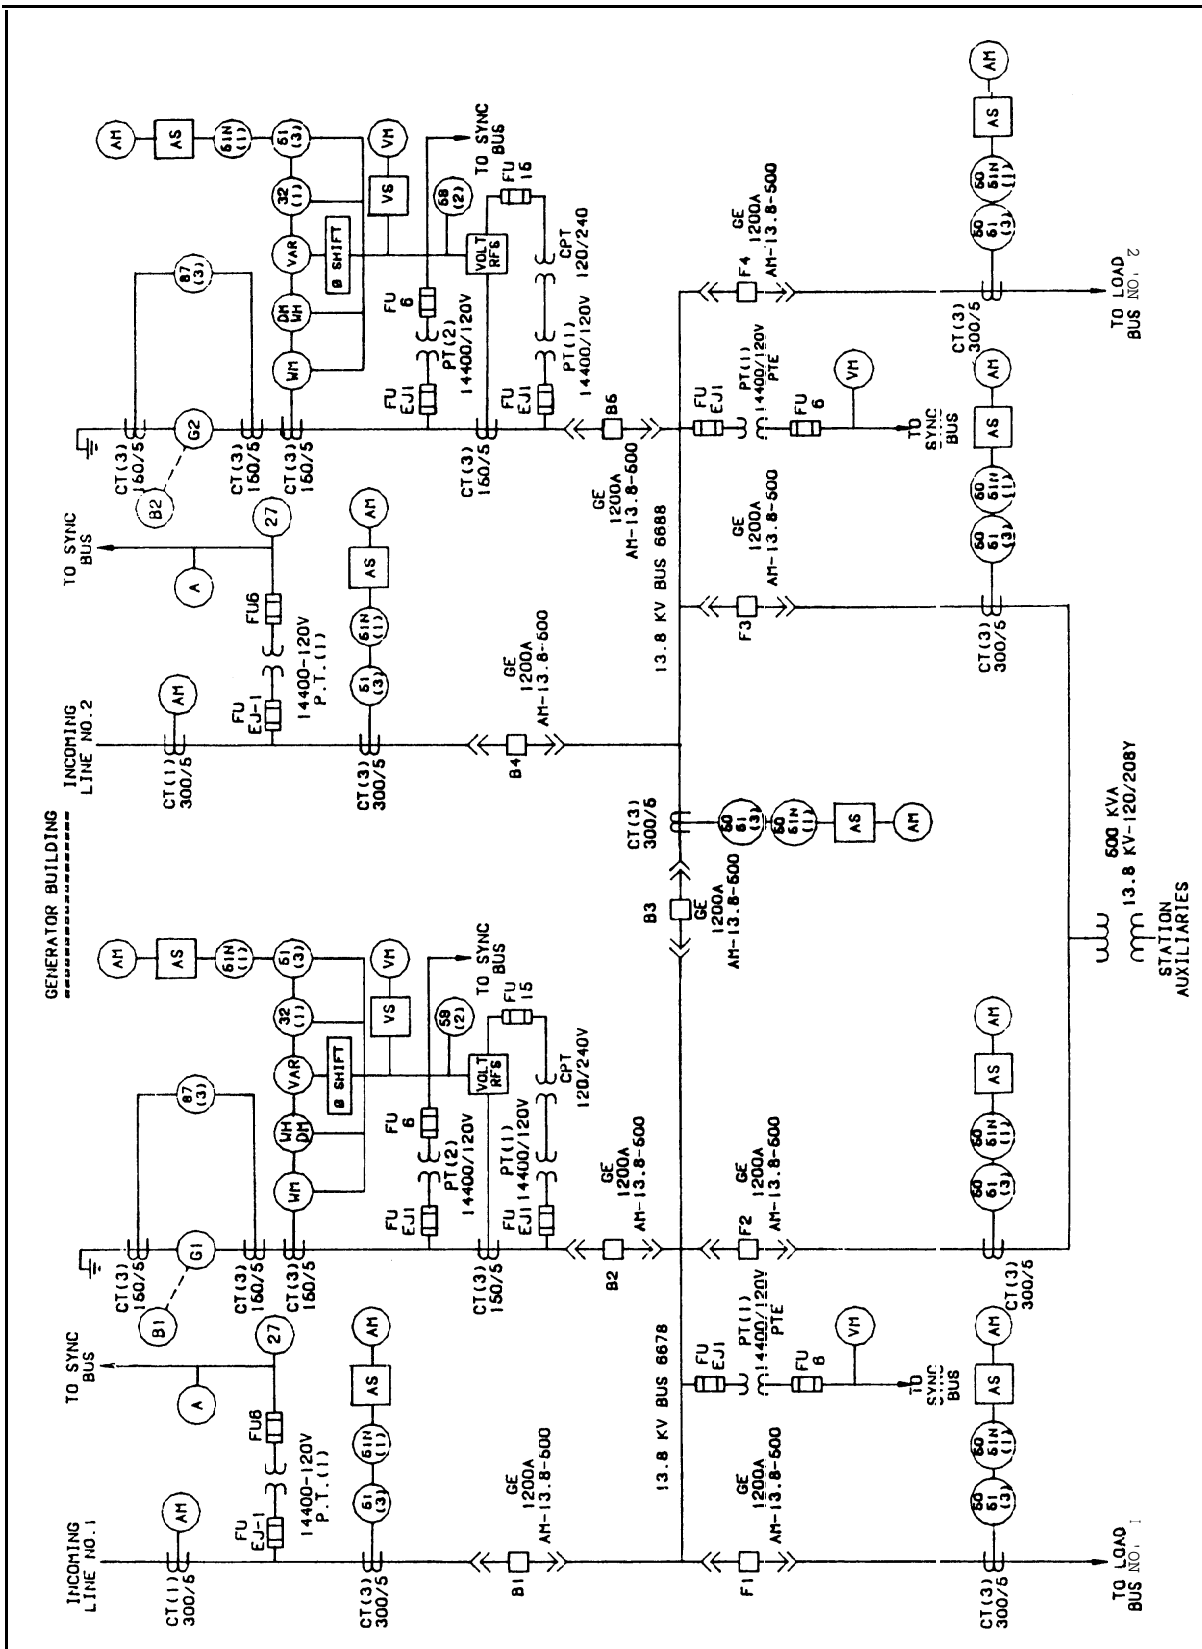 GENERATOR BUILDING
INCOMING
LINE NO.1
CT(1)
300/5
AM
TO SYNC
BUS
A
27
FU
EJ-1
FU6
14400-120V
P.T.(1)
CT(3)
300/5
51
(3)
51N
(1)
AS
AM
B1
GE
1200A
AM-13.8-500
CT(3)
150/5
B1
G1
87
(3)
CT(3)
150/5
CT(3)
150/5
WM
WH
DM
VAR
32
(1)
51
(3)
51N
(1)
AS
AM
Ø SHIFT
VS
VM
FU
EJ1
FU
6
PT(2)
14400/120V
59
(2)
TO SYNC
BUS
CT(3)
150/5
VOLT
RFS
FU
15
FU
EJ1
PT(1)
14400/120V
CPT
120/240V
B2
GE
1200A
AM-13.8-500
INCOMING
LINE NO.2
CT(1)
300/5
AM
TO SYNC
BUS
A
27
FU
EJ-1
FU6
14400-120V
P.T.(1)
CT(3)
300/5
51
(3)
51N
(1)
AS
AM
B4
GE
1200A
AM-13.8-500
CT(3)
150/5
B2
G2
87
(3)
CT(3)
150/5
CT(3)
150/5
WM
DM
WH
VAR
32
(1)
51
(3)
51N
(1)
AS
AM
Ø SHIFT
VS
VM
FU
EJ1
FU
6
PT(2)
14400/120V
59
(2)
TO SYNC
BUS
CT(3)
150/5
VOLT
RFS
FU
15
FU
EJ1
PT(1)
14400/120V
CPT
120/240
B5
GE
1200A
AM-13.8-500
13.8 KV BUS 6678
B3
GE
1200A
AM-13.8-500
CT(3)
300/5
50
51
(3)
50
51N
(1)
AS
AM
13.8 KV BUS 6688
F1
GE
1200A
AM-13.8-500
FU
EJ1
PT(1)
14400/120V
PTE
FU
6
VM
TO
SYNC
BUS
F2
GE
1200A
AM-13.8-500
F3
GE
1200A
AM-13.8-500
FU
EJ1
PT(1)
14400/120V
PTE
FU
6
VM
TO
SYNC
BUS
F4
GE
1200A
AM-13.8-500
CT(3)
300/5
50
51
(3)
50
51N
(1)
AS
AM
CT(3)
300/5
50
51
(3)
50
51N
(1)
AS
AM
CT(3)
300/5
50
51
(3)
50
51N
(1)
AS
AM
CT(3)
300/5
50
51
(3)
50
51N
(1)
AS
AM
TO LOAD
BUS NO. 1
500 KVA
13.8 KV-120/208Y
STATION
AUXILIARIES
TO LOAD
BUS NO. 2